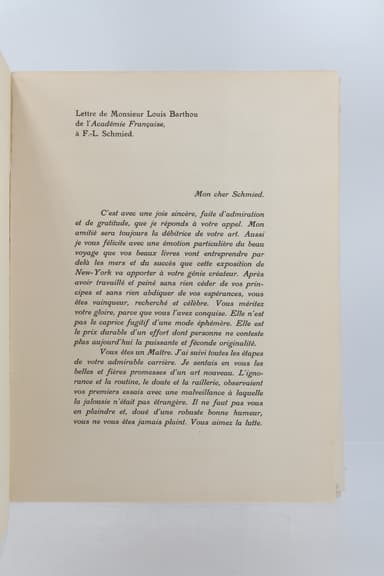 Lettre de Monsieur Louis Barthou
de l'Académie Française,
à F.-L. Schmied.
Mon cher Schmied.
C'est avec une joie sincère, faite d'admiration
et de gratitude, que je réponds à votre appel. Mon
amitié sera toujours la débitrice de votre art. Aussi
je vous félicite avec une émotion particulière du beau
voyage que vos beaux livres vont entreprendre par
delà les mers et du succès que cette exposition de
New-York va apporter à votre génie créateur. Après
avoir travaillé et peiné sans rien céder de vos prin-
cipes et sans rien abdiquer de vos espérances, vous
êtes vainqueur, recherché et célèbre. Vous méritez
votre gloire, parce que vous l'avez conquise. Elle n'est
pas le caprice fugitif d'une mode éphémère. Elle est
le prix durable d'un effort dont personne ne conteste
plus aujourd'hui la puissante et féconde originalité.
Vous êtes un Maître. J'ai suivi toutes les étapes
de votre admirable carrière. Je sentais en vous les
belles et fières promesses d'un art nouveau. L'igno-
rance et la routine, le doute et la raillerie, observaient
vos premiers essais avec une malveillance à laquelle
la jalousie n'était pas étrangère. Il ne faut pas vous
en plaindre et, doué d'une robuste bonne humeur,
vous ne vous êtes jamais plaint. Vous aimez la lutte.